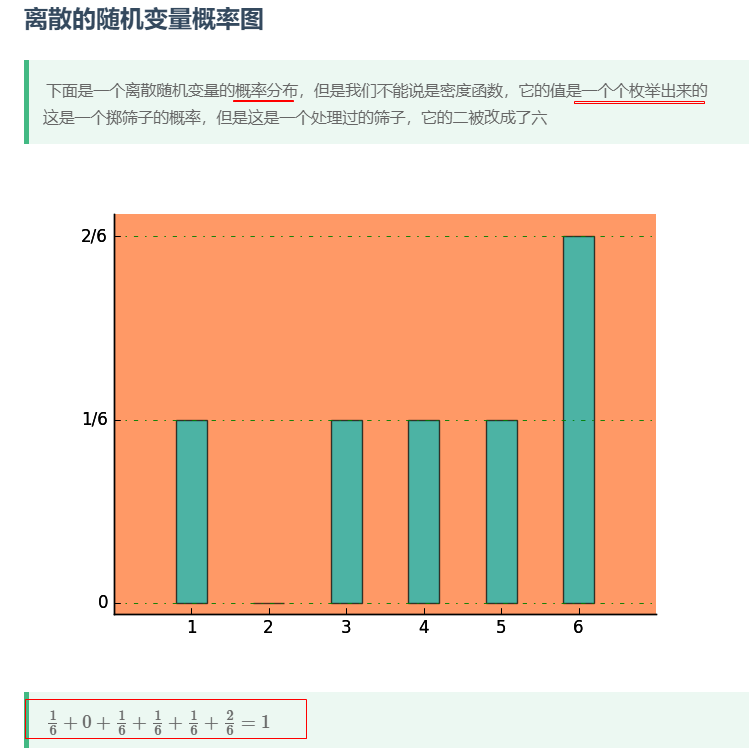 离散的随机变量概率图
下面是一个离散随机变量的概率分布，但是我们不能说是密度函数，它的值是一个个枚举出来的
这是一个掷筛子的概率，但是这是一个处理过的筛子，它的二被改成了六
2/6
1/6
0
1 2 3 4 5 6
1/6 + 0 + 1/6 + 1/6 + 1/6 + 2/6 = 1